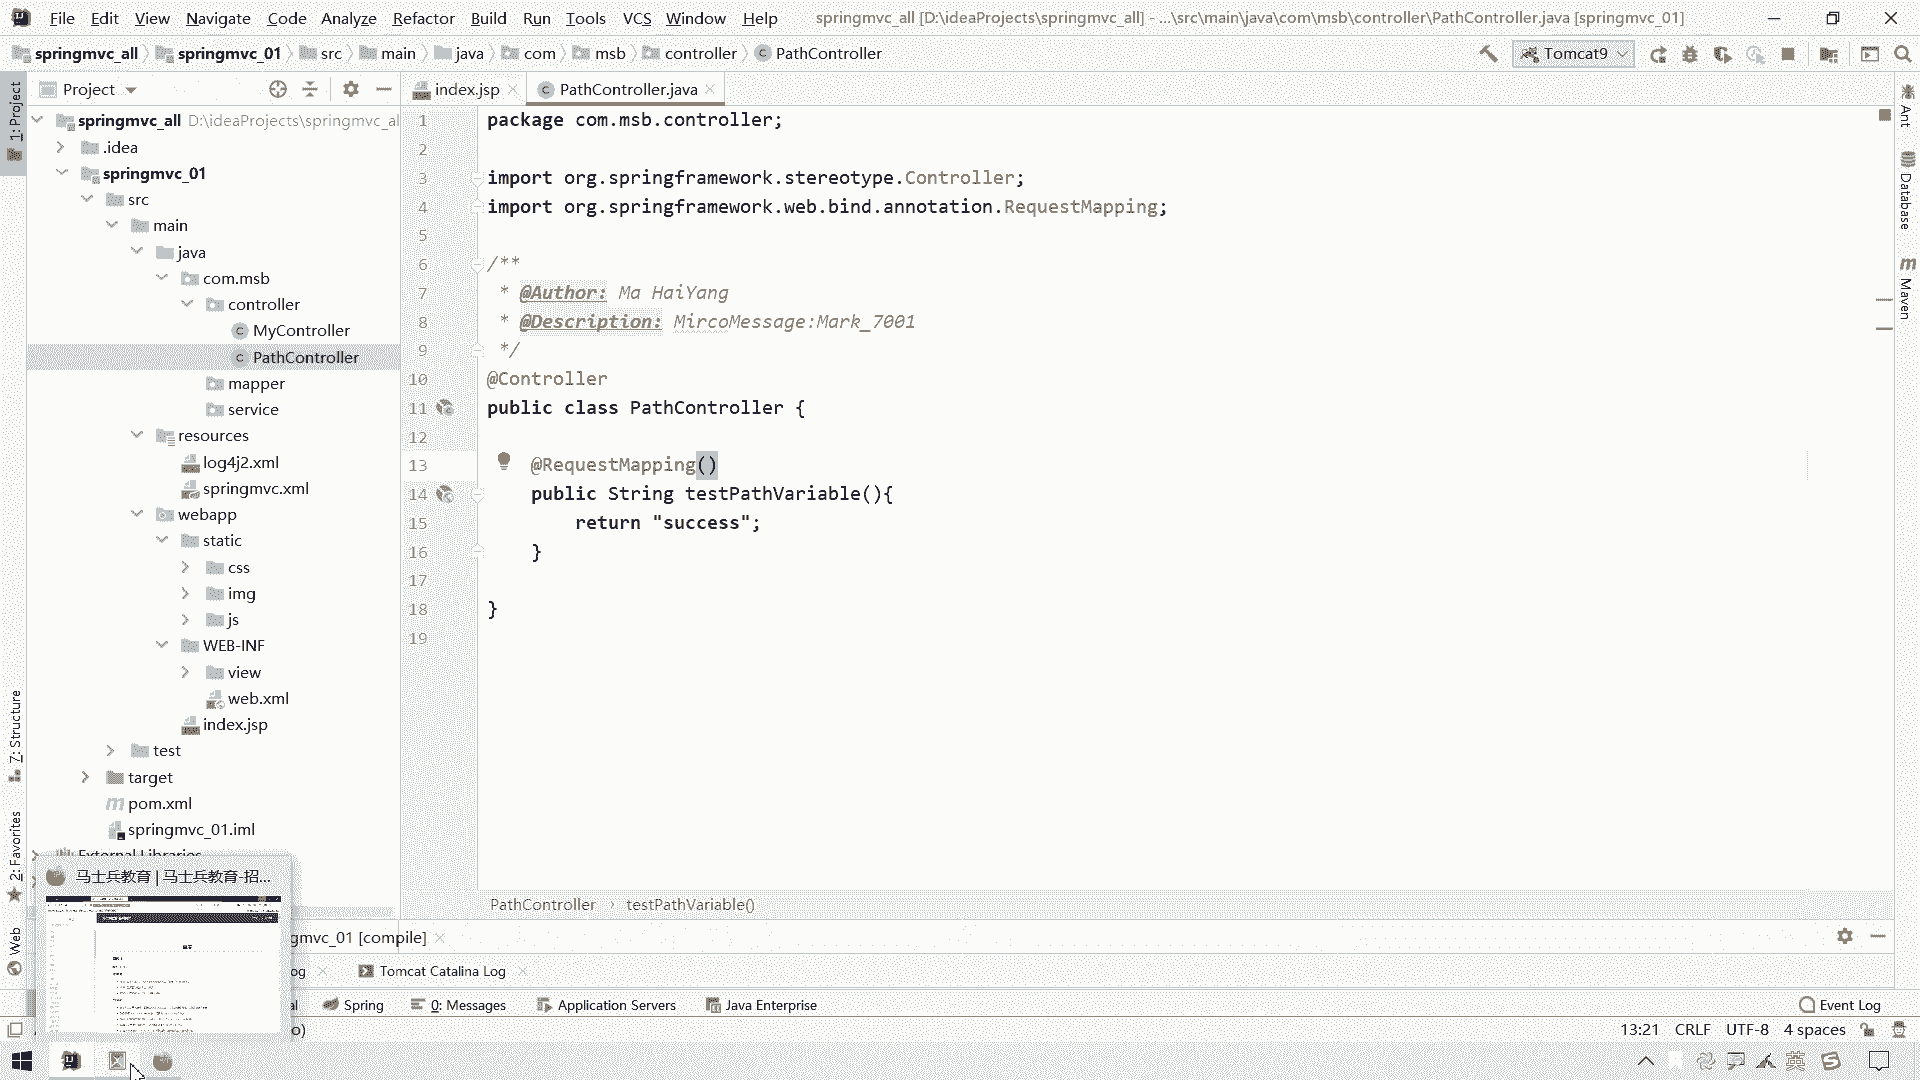 File Edit View Navigate Code Analyze Refactor Build Run Tools VCS Window Help springmvc_all [D:\ideaProjects\springmvc_all] - ...\src\main\java\com\msb\controller\PathController.java [springmvc_01]
springmvc_all springmvc_01 src main java com msb controller PathController Tomcat9
Project index.jsp PathController.java
1: Project
Ant
Database
Maven
7: Structure
2: Favorites
Web
springmvc_all D:\ideaProjects\springmvc_al
.idea
springmvc_01
src
main
java
com.msb
controller
MyController
PathController
mapper
service
resources
log4j2.xml
springmvc.xml
webapp
static
css
img
js
WEB-INF
view
web.xml
index.jsp
test
target
pom.xml
springmvc_01.iml
External Libraries
1 package com.msb.controller;
2
3 import org.springframework.stereotype.Controller;
4 import org.springframework.web.bind.annotation.RequestMapping;
5
6 /**
7 * @Author: Ma HaiYang
8 * @Description: MircoMessage:Mark_7001
9 */
10 @Controller
11 public class PathController {
12
13 @RequestMapping()
14 public String testPathVariable(){
15 return "success";
16 }
17
18 }
19
PathController › testPathVariable()
马士兵教育 | 马士兵教育-招...
gmvc_01 [compile]
og Tomcat Catalina Log
al Spring 0: Messages Application Servers Java Enterprise Event Log
o) 13:21 CRLF UTF-8 4 spaces
英